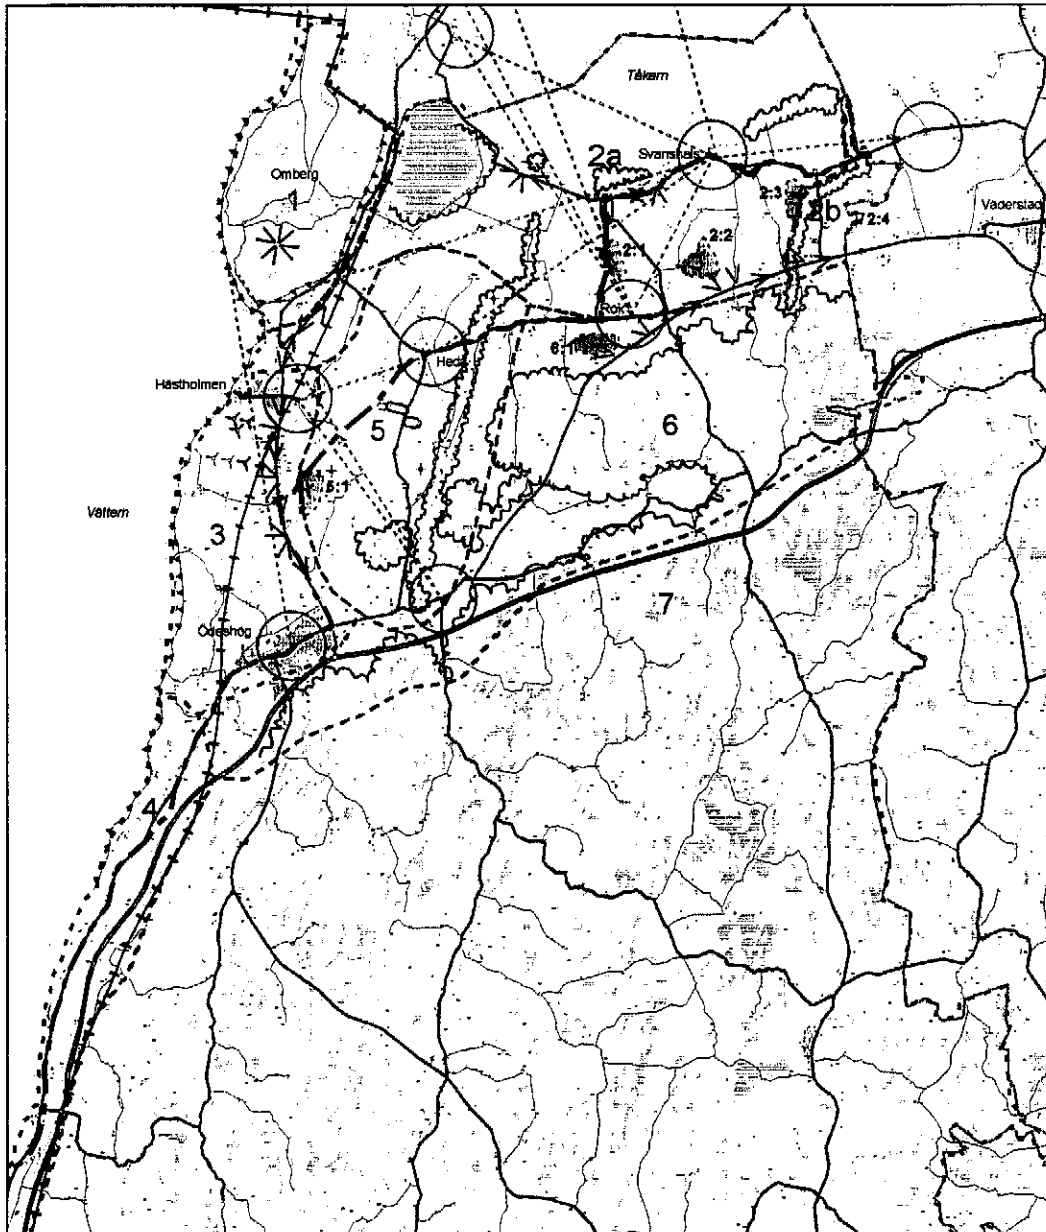 Tåkern
Svanshals
2a
Omberg
1
2:3
2b
2:4
Väderstad
2:1
2:2
Rök
6:1
Heda
Hästholmen
5
6
5:1
Vättern
3
7
Ödeshög
4